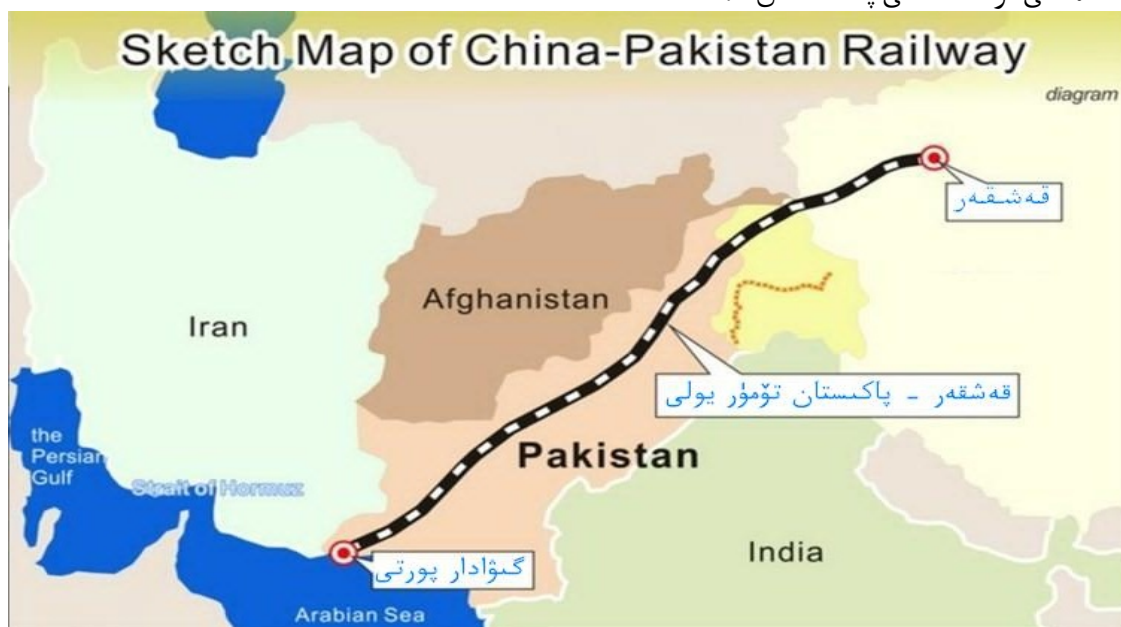 Sketch Map of China-Pakistan Railway
diagram
قەشقەر
Afghanistan
Iran
قەشقەر - پاكىستان تۆمۈر يولى
the
Persian
Gulf
Pakistan
Strait of Hormuz
India
گىۋادار پورتى
Arabian Sea